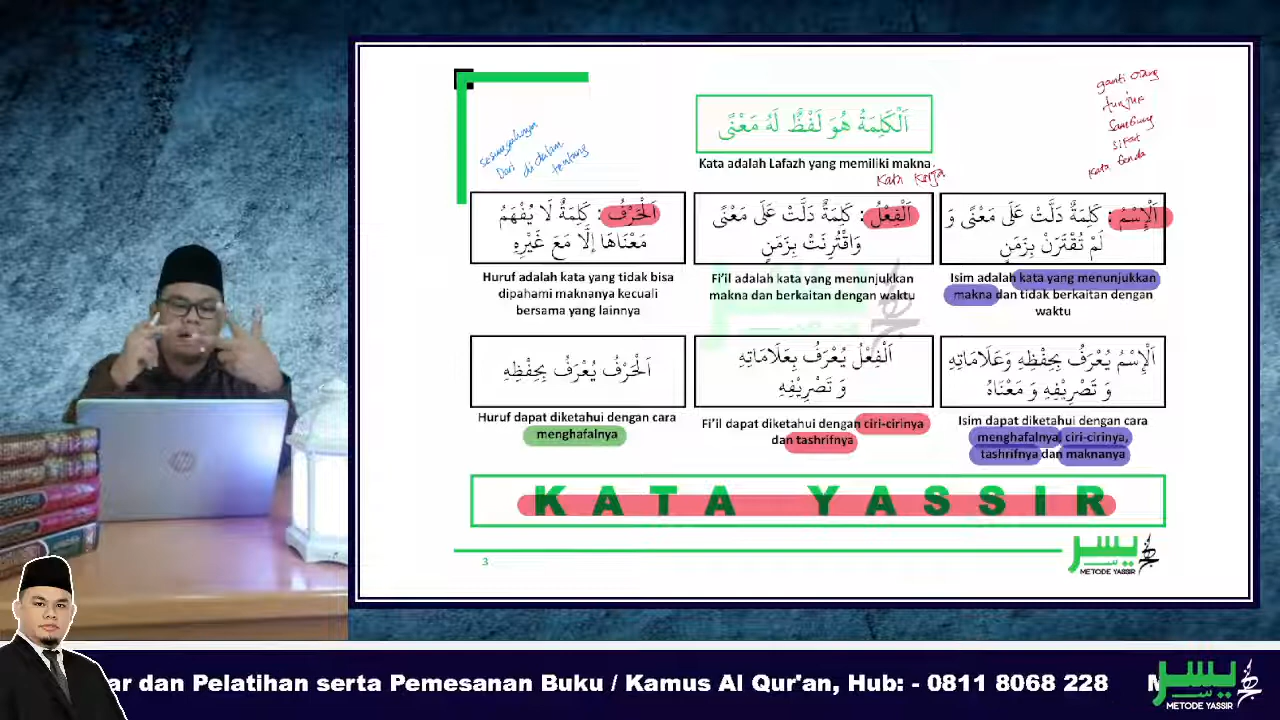 اَلْكَلِمَةُ هُوَ لَفْظٌ لَهُ مَعْنًى
Kata adalah Lafazh yang memiliki makna
ganti orang
tunjuk
Sambung
sifat
Kata benda
Kata Kerja
Dari di dalam
tentang
اَلْإِسْمُ : كَلِمَةٌ دَلَّتْ عَلَى مَعْنًى وَ
لَمْ تُقْتَرَنْ بِزَمَنٍ
Isim adalah kata yang menunjukkan
makna dan tidak berkaitan dengan
waktu
اَلْفِعْلُ : كَلِمَةٌ دَلَّتْ عَلَى مَعْنًى
وَاقْتُرِنَتْ بِزَمَنٍ
Fi'il adalah kata yang menunjukkan
makna dan berkaitan dengan waktu
اَلْحَرْفُ : كَلِمَةٌ لَا يُفْهَمُ
مَعْنَاهَا إِلَّا مَعَ غَيْرِهِ
Huruf adalah kata yang tidak bisa
dipahami maknanya kecuali
bersama yang lainnya
اَلْإِسْمُ يُعْرَفُ بِحِفْظِهِ وَعَلَامَاتِهِ
وَ تَصْرِيْفِهِ وَ مَعْنَاهُ
Isim dapat diketahui dengan cara
menghafalnya, ciri-cirinya,
tashrifnya dan maknanya
اَلْفِعْلُ يُعْرَفُ بِعَلَامَاتِهِ
وَ تَصْرِيْفِهِ
Fi'il dapat diketahui dengan ciri-cirinya
dan tashrifnya
اَلْحَرْفُ يُعْرَفُ بِحِفْظِهِ
Huruf dapat diketahui dengan cara
menghafalnya
KATA YASSIR
3
يسر
METODE YASSIR
hp
ar dan Pelatihan serta Pemesanan Buku / Kamus Al Qur'an, Hub: - 0811 8068 228 M
يسر
METODE YASSIR